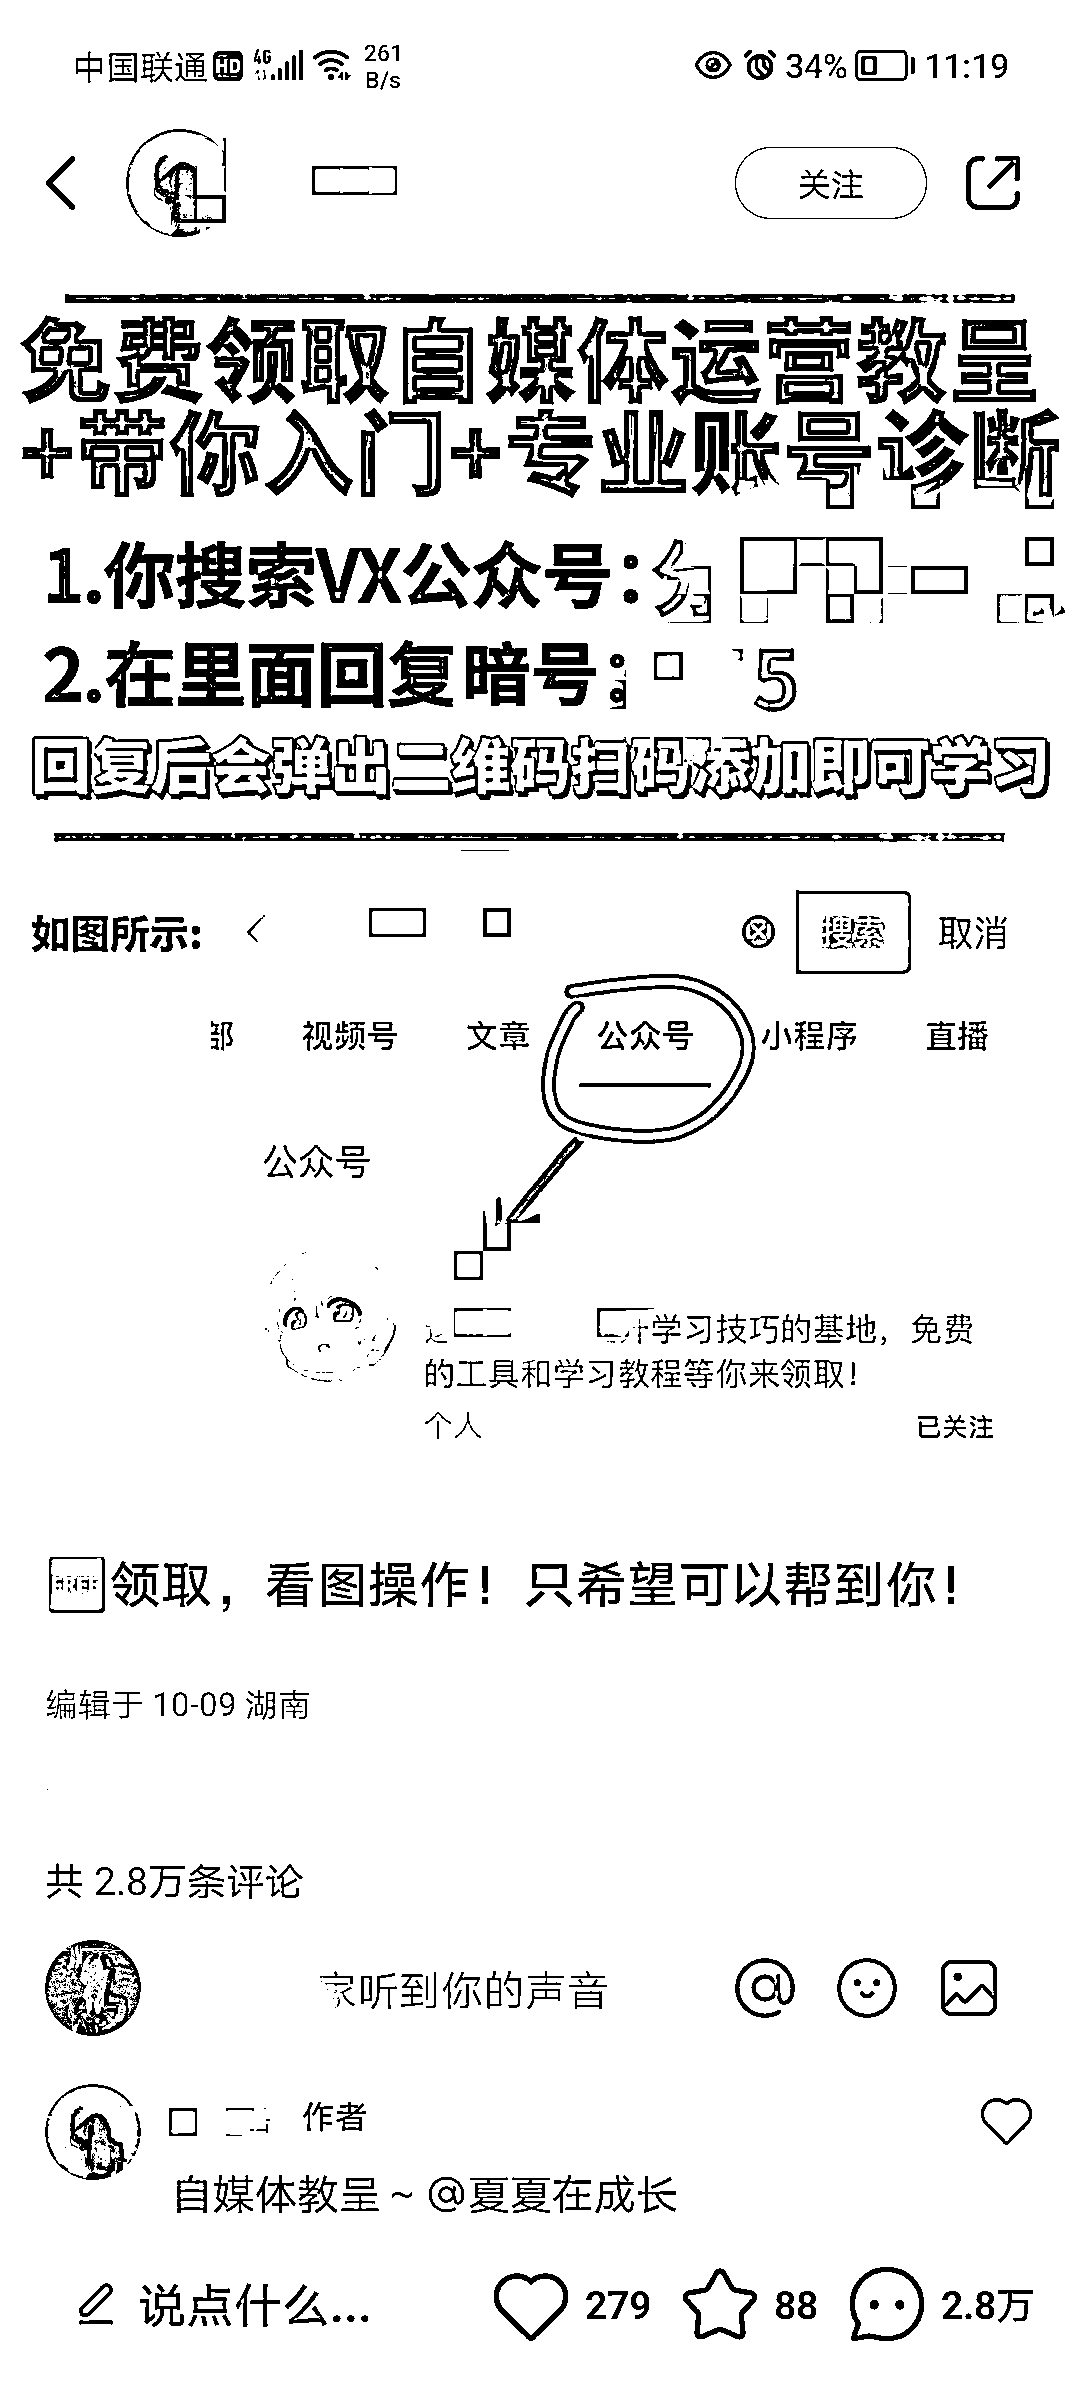 中国联通 HD 4G 261 B/s 34% 11:19
关注
免费领取自媒体运营教呈
+带你入门+专业账号诊断
1.你搜索VX公众号：
2.在里面回复暗号： 5
回复后会弹出二维码扫码添加即可学习
如图所示: 搜索 取消
部 视频号 文章 公众号 小程序 直播
公众号
学习技巧的基地，免费
的工具和学习教程等你来领取！
个人 已关注
FREE领取，看图操作！只希望可以帮到你！
编辑于 10-09 湖南
共 2.8万条评论
家听到你的声音
作者
自媒体教呈 ~ @夏夏在成长
说点什么... 279 88 2.8万